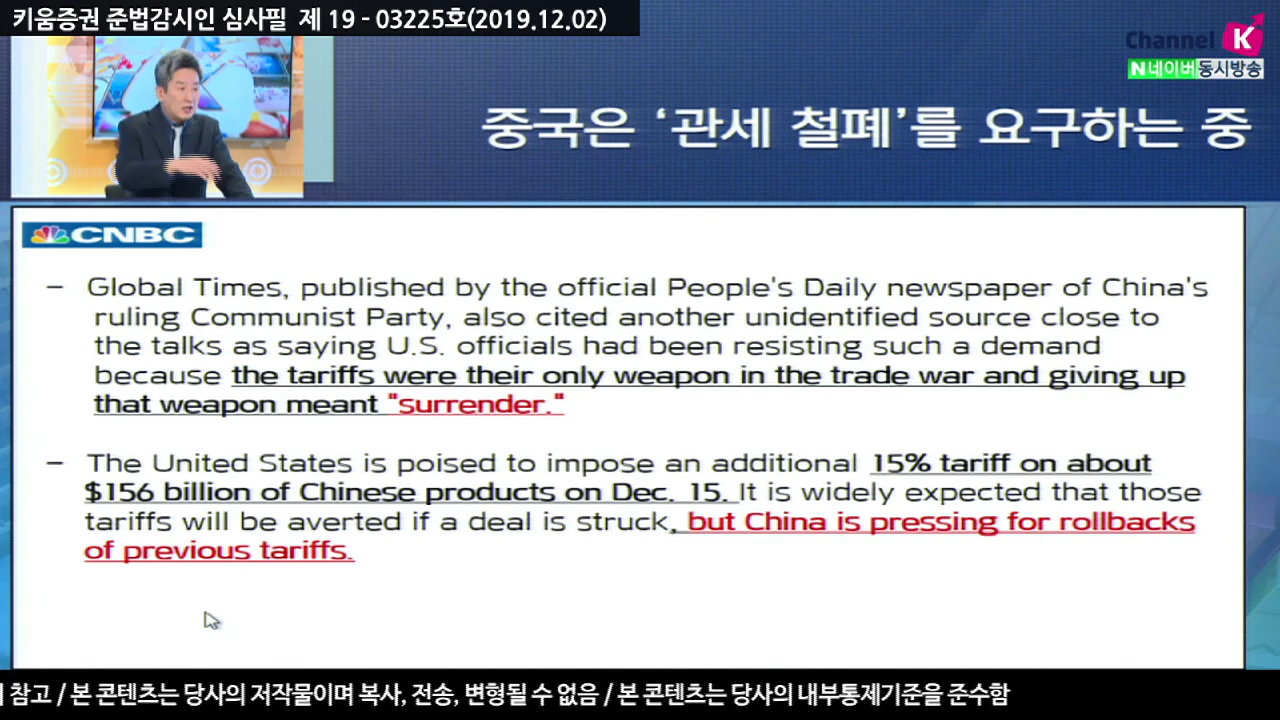 키움증권 준법감시인 심사필 제 19 - 03225호(2019.12.02)
Channel K
N 네이버 동시방송
중국은 ‘관세 철폐’를 요구하는 중
CNBC
– Global Times, published by the official People's Daily newspaper of China's
ruling Communist Party, also cited another unidentified source close to
the talks as saying U.S. officials had been resisting such a demand
because the tariffs were their only weapon in the trade war and giving up
that weapon meant "surrender."
– The United States is poised to impose an additional 15% tariff on about
$156 billion of Chinese products on Dec. 15. It is widely expected that those
tariffs will be averted if a deal is struck, but China is pressing for rollbacks
of previous tariffs.
참고 / 본 콘텐츠는 당사의 저작물이며 복사, 전송, 변형될 수 없음 / 본 콘텐츠는 당사의 내부통제기준을 준수함